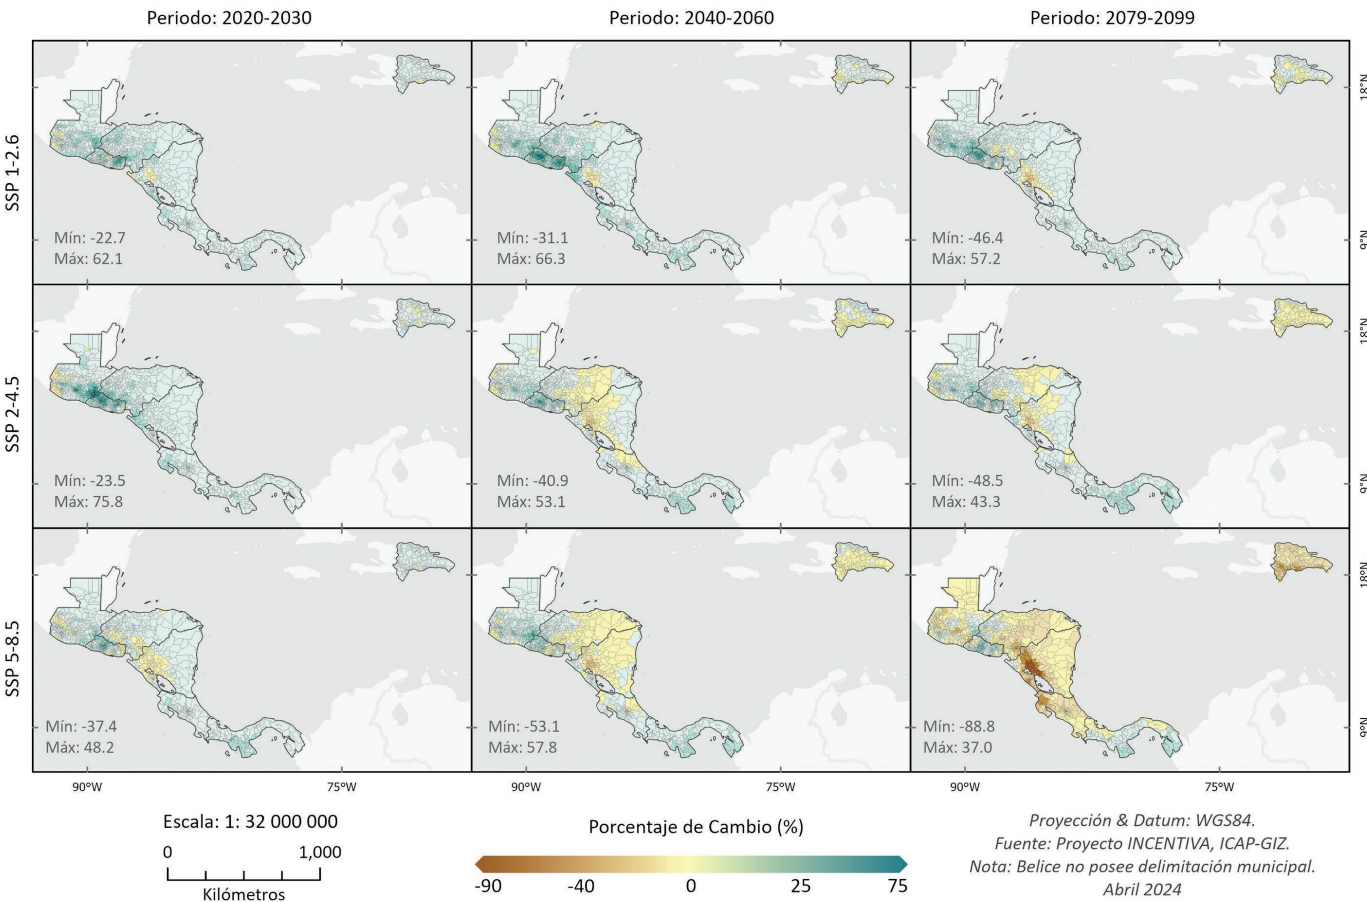 Periodo: 2020-2030
Periodo: 2040-2060
Periodo: 2079-2099
SSP 1-2.6
Mín: -22.7
Máx: 62.1
Mín: -31.1
Máx: 66.3
Mín: -46.4
Máx: 57.2
18°N
9°N
SSP 2-4.5
Mín: -23.5
Máx: 75.8
Mín: -40.9
Máx: 53.1
Mín: -48.5
Máx: 43.3
18°N
9°N
SSP 5-8.5
Mín: -37.4
Máx: 48.2
Mín: -53.1
Máx: 57.8
Mín: -88.8
Máx: 37.0
18°N
9°N
90°W
75°W
90°W
75°W
90°W
75°W
Escala: 1: 32 000 000
0 1,000
Kilómetros
Porcentaje de Cambio (%)
-90 -40 0 25 75
Proyección & Datum: WGS84.
Fuente: Proyecto INCENTIVA, ICAP-GIZ.
Nota: Belice no posee delimitación municipal.
Abril 2024